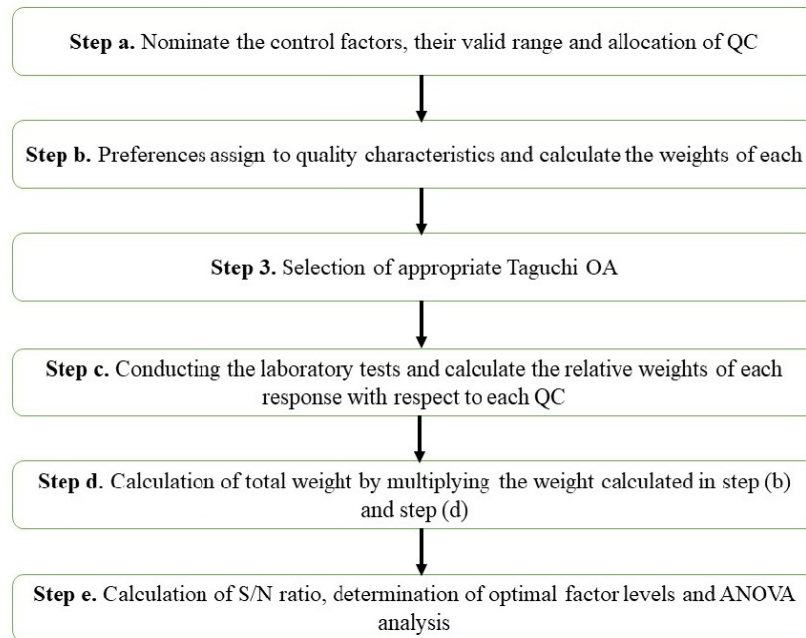 Step a. Nominate the control factors, their valid range and allocation of QC
Step b. Preferences assign to quality characteristics and calculate the weights of each
Step 3. Selection of appropriate Taguchi OA
Step c. Conducting the laboratory tests and calculate the relative weights of each
response with respect to each QC
Step d. Calculation of total weight by multiplying the weight calculated in step (b)
and step (d)
Step e. Calculation of S/N ratio, determination of optimal factor levels and ANOVA
analysis